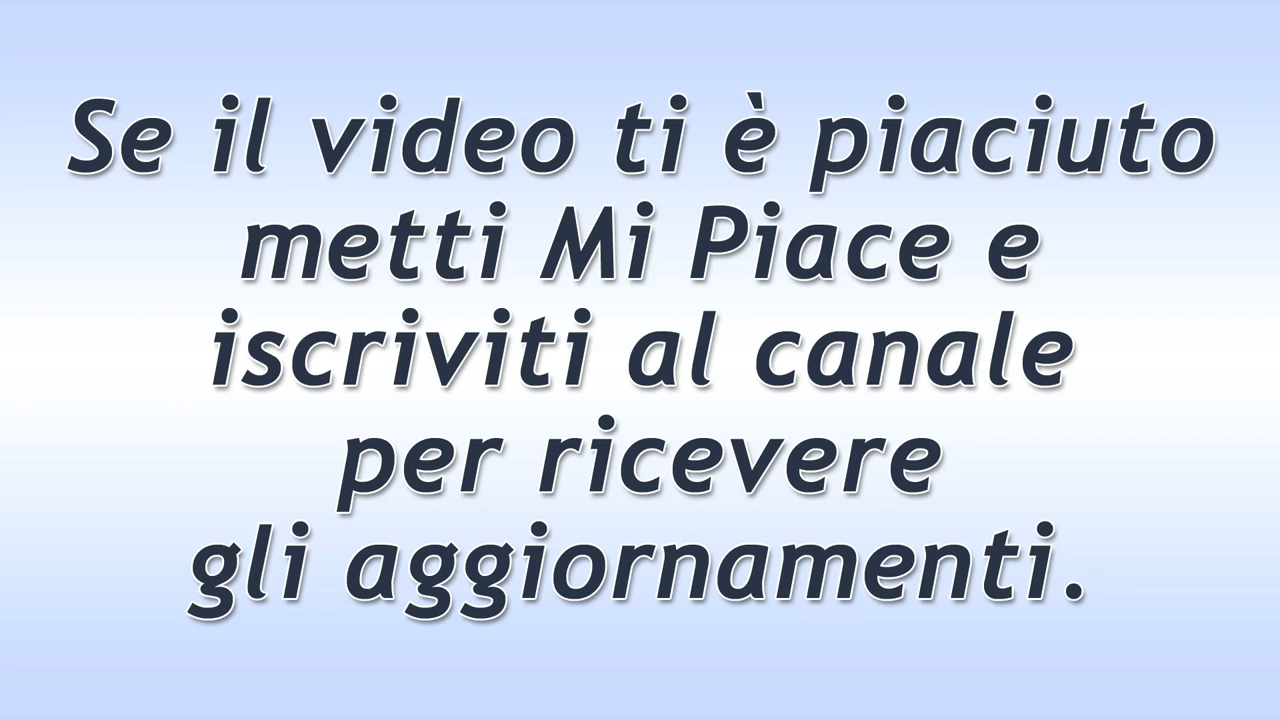 Se il video ti è piaciuto
metti Mi Piace e
iscriviti al canale
per ricevere
gli aggiornamenti.